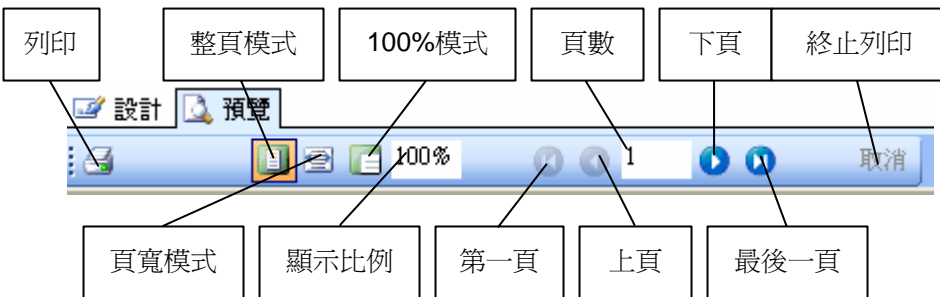 列印
整頁模式
100%模式
頁數
下頁
終止列印
設計
預覽
100%
1
取消
頁寬模式
顯示比例
第一頁
上頁
最後一頁